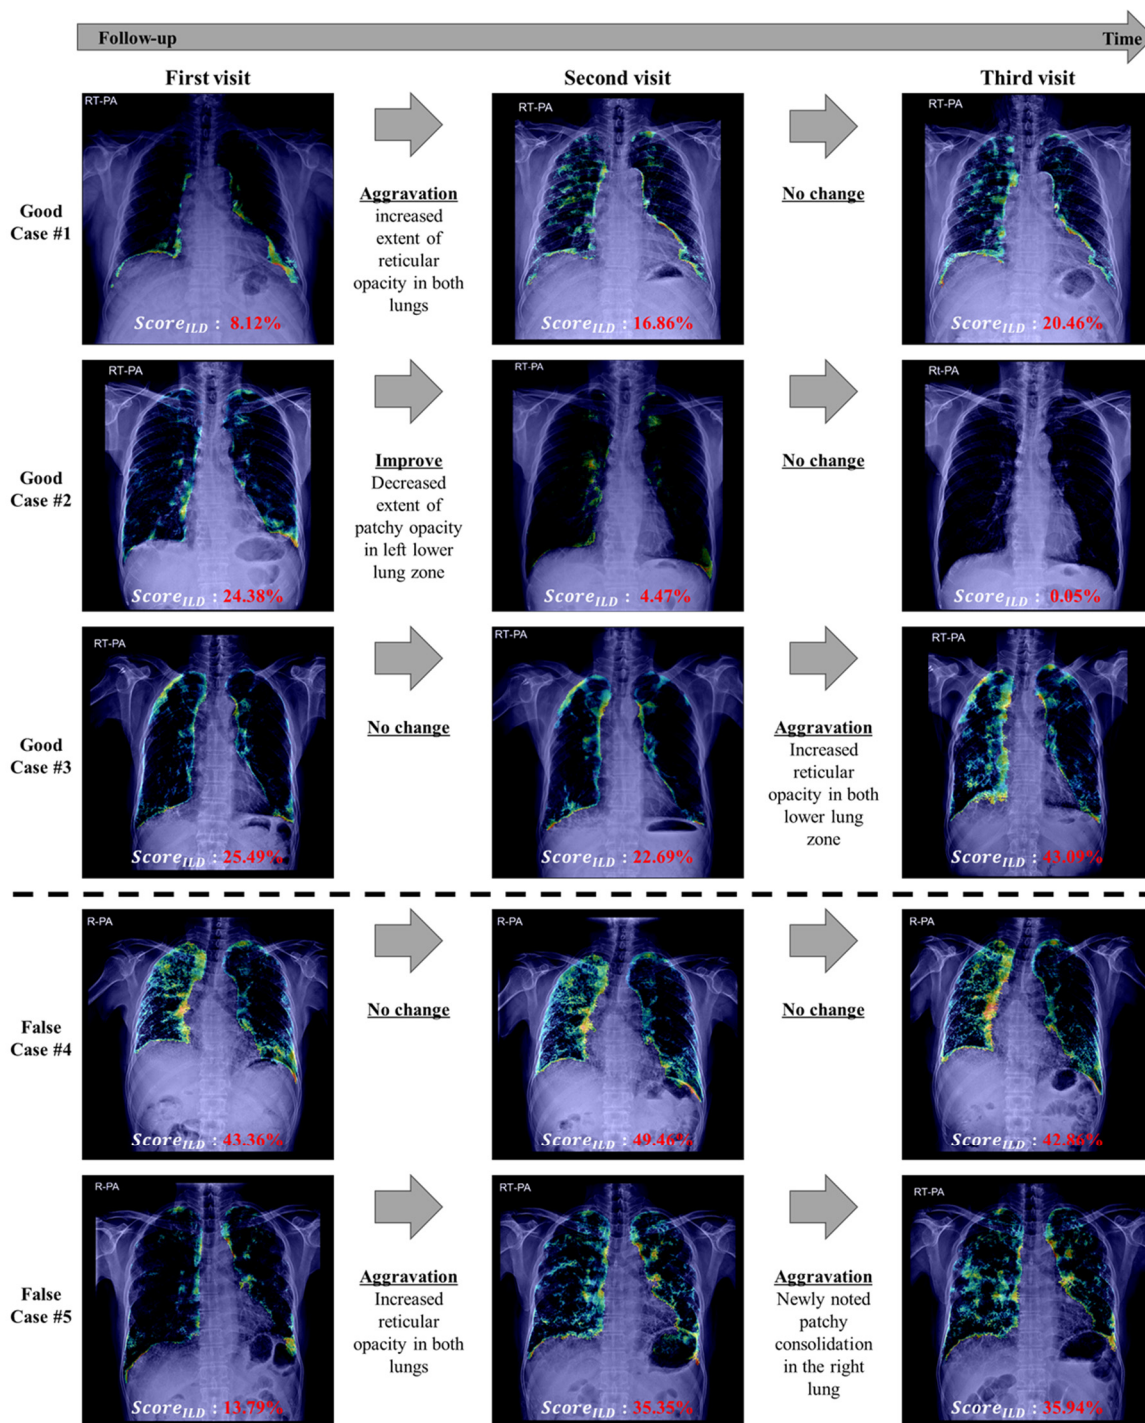 Follow-up
Time
First visit
Second visit
Third visit
Good
Case #1
RT-PA
Score_ILD : 8.12%
Aggravation
increased
extent of
reticular
opacity in both
lungs
RT-PA
Score_ILD : 16.86%
No change
RT-PA
Score_ILD : 20.46%
Good
Case #2
RT-PA
Score_ILD : 24.38%
Improve
Decreased
extent of
patchy opacity
in left lower
lung zone
RT-PA
Score_ILD : 4.47%
No change
Rt-PA
Score_ILD : 0.05%
Good
Case #3
RT-PA
Score_ILD : 25.49%
No change
RT-PA
Score_ILD : 22.69%
Aggravation
Increased
reticular
opacity in both
lower lung
zone
RT-PA
Score_ILD : 43.09%
False
Case #4
R-PA
Score_ILD : 43.36%
No change
R-PA
Score_ILD : 49.46%
No change
R-PA
Score_ILD : 42.86%
False
Case #5
R-PA
Score_ILD : 13.79%
Aggravation
Increased
reticular
opacity in both
lungs
RT-PA
Score_ILD : 35.35%
Aggravation
Newly noted
patchy
consolidation
in the right
lung
RT-PA
Score_ILD : 35.94%